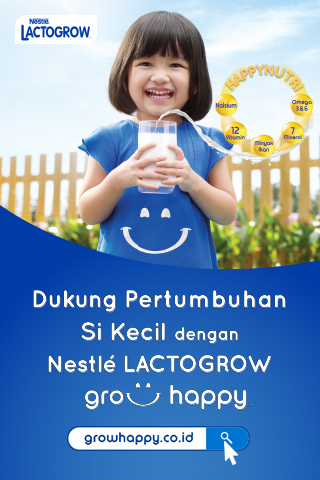 Nestlé
LACTOGROW
HAPPYNUTRI
Kalsium
Omega
3&6
12
Vitamin
Minyak
Ikan
7
Mineral
Dukung Pertumbuhan
Si Kecil dengan
Nestlé LACTOGROW
grow happy
growhappy.co.id